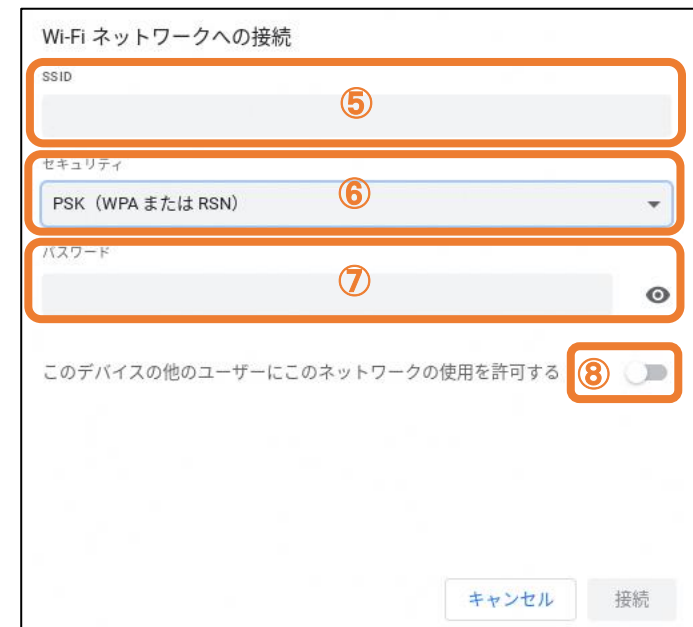 Wi-Fi ネットワークへの接続
SSID
⑤
セキュリティ
PSK（WPA または RSN） ⑥
パスワード
⑦
このデバイスの他のユーザーにこのネットワークの使用を許可する ⑧
キャンセル 接続